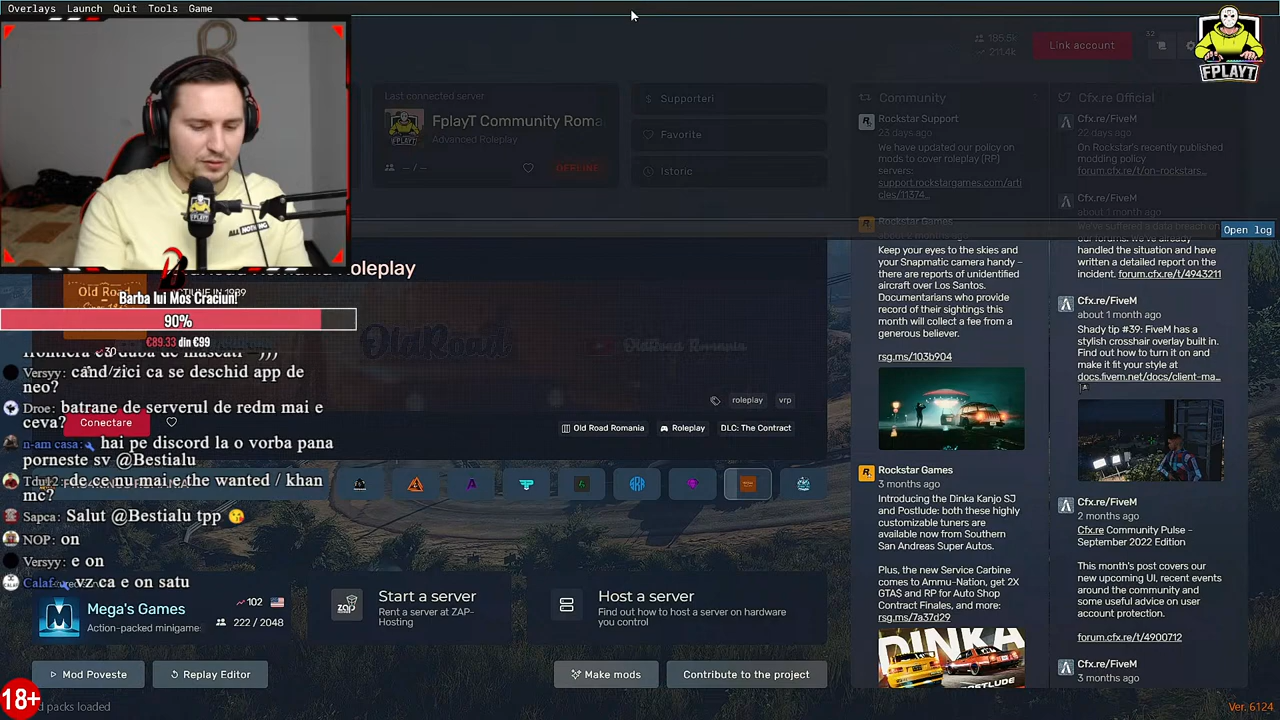 Overlays Launch Quit Tools Game
FPLAYT
Last connected server
FplayT Community Roma
Advanced Roleplay
-- / --
OFFLINE
Supporteri
Favorite
Istoric
Link account
Community
Rockstar Support
23 days ago
We have updated our policy on
mods to cover roleplay (RP)
servers:
support.rockstargames.com/arti
cles/11374...
Rockstar Games
Keep your eyes to the skies and
your Snapmatic camera handy –
there are reports of unidentified
aircraft over Los Santos.
Documentarians who provide
record of their sightings this
month will collect a fee from a
generous believer.
rsg.ms/103b904
Rockstar Games
3 months ago
Introducing the Dinka Kanjo SJ
and Postlude: both these highly
customizable tuners are
available now from Southern
San Andreas Super Autos.
Plus, the new Service Carbine
comes to Ammu-Nation, get 2X
GTA$ and RP for Auto Shop
Contract Finales, and more:
rsg.ms/7a37d29
DINKA
Cfx.re Official
Cfx.re/FiveM
22 days ago
On Rockstar's recently published
modding policy
forum.cfx.re/t/on-rockstars...
Cfx.re/FiveM
about 1 month ago
Open log
handled the situation and have
written a detailed report on the
incident. forum.cfx.re/t/4943211
Cfx.re/FiveM
about 1 month ago
Shady tip #39: FiveM has a
stylish crosshair overlay built in.
Find out how to turn it on and
make it fit your style at
docs.fivem.net/docs/client-ma...
Cfx.re/FiveM
2 months ago
Cfx.re Community Pulse -
September 2022 Edition
This month's post covers our
new upcoming UI, recent events
around the community and
some useful advice on user
account protection.
forum.cfx.re/t/4900712
Cfx.re/FiveM
3 months ago
FPLAYT
ALL NOTHING
Romania Roleplay
Old Road
Barba lui Mos Craciun!
90%
€89.33 din €99
OldRoad
OldRoad Romania
roleplay vrp
Old Road Romania Roleplay DLC: The Contract
Conectare
Versyy: cand zici ca se deschid app de
neo?
Droe: batrane de serverul de redm mai e
ceva?
n-am casa: hai pe discord la o vorba pana
porneste sv @Bestialu
de ce nu mai e the wanted / khan
mc?
Sapca: Salut @Bestialu tpp
NOP: on
Versyy: e on
Calaf: vz ca e on satu
Mega's Games
Action-packed minigame:
102
222 / 2048
ZAP
Start a server
Rent a server at ZAP-
Hosting
Host a server
Find out how to host a server on hardware
you control
Mod Poveste
Replay Editor
Make mods
Contribute to the project
18+
packs loaded
Ver. 6124